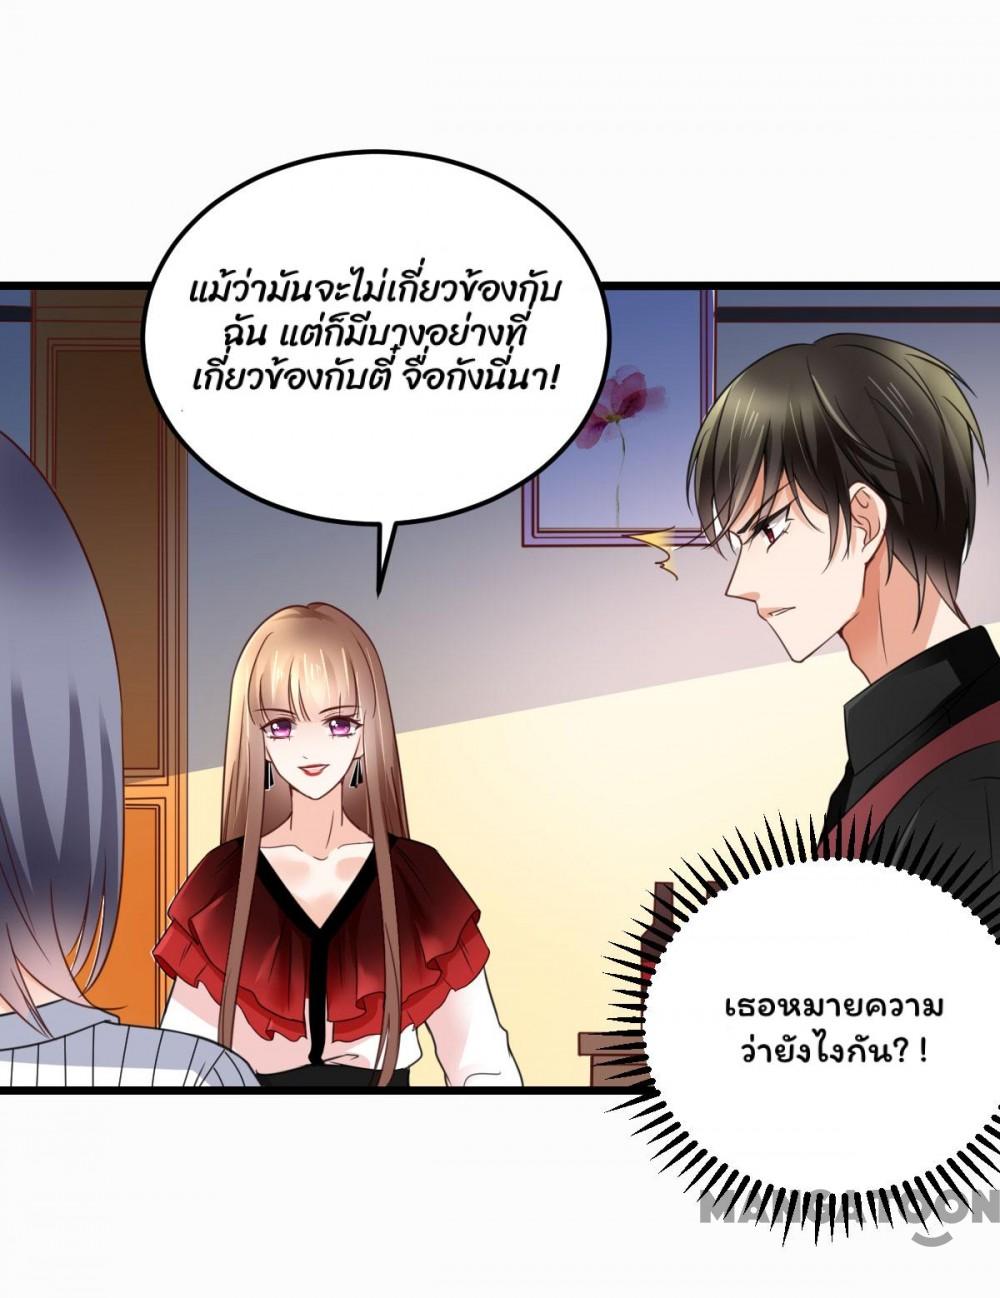 แม้ว่ามันจะไม่เกี่ยวข้องกับ
ฉัน แต่ก็มีบางอย่างที่
เกี่ยวข้องกับตี๋ จื่อกังนี่นา!
เธอหมายความ
ว่ายังไงกัน?!
MANGATOON